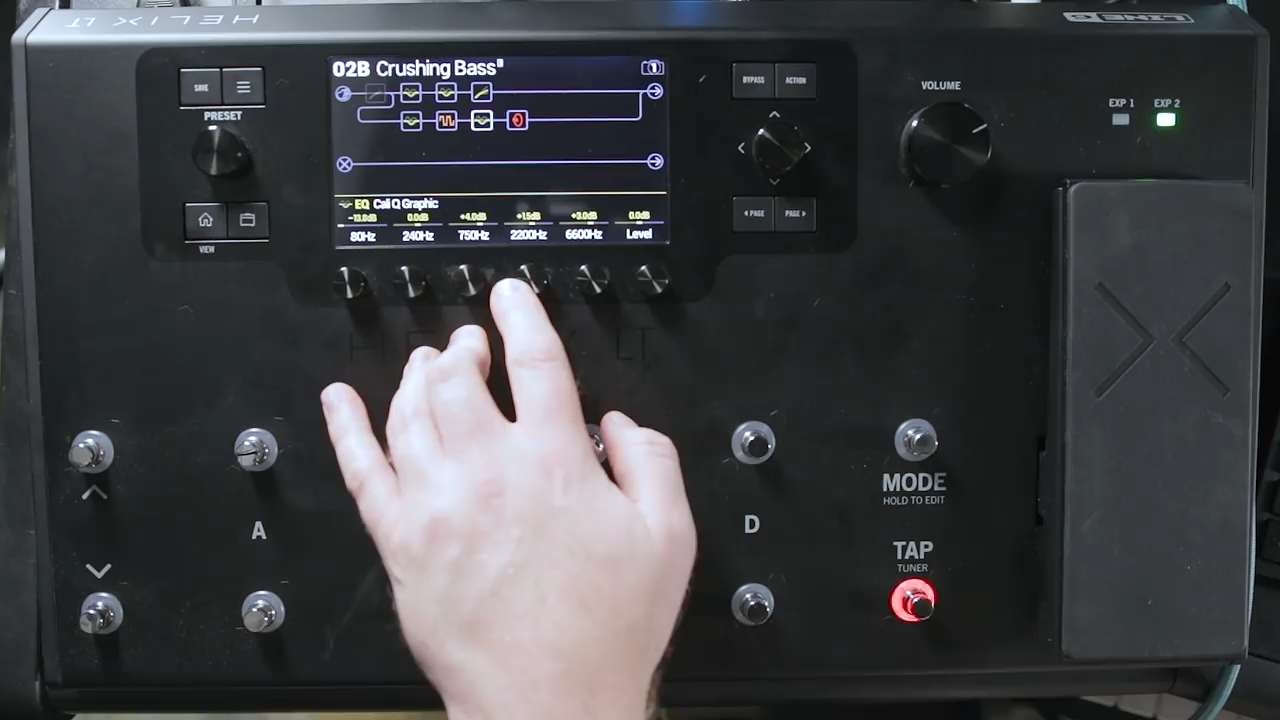 HELIX LT
LINE 6
SAVE
PRESET
VIEW
02B Crushing Bass
1
EQ Cali Q Graphic
0.0dB +4.0dB +1.5dB +3.0dB 0.0dB
80Hz 240Hz 750Hz 2200Hz 6600Hz Level
BYPASS ACTION
PAGE PAGE
VOLUME
EXP 1 EXP 2
LT
A
D
MODE
HOLD TO EDIT
TAP
TUNER